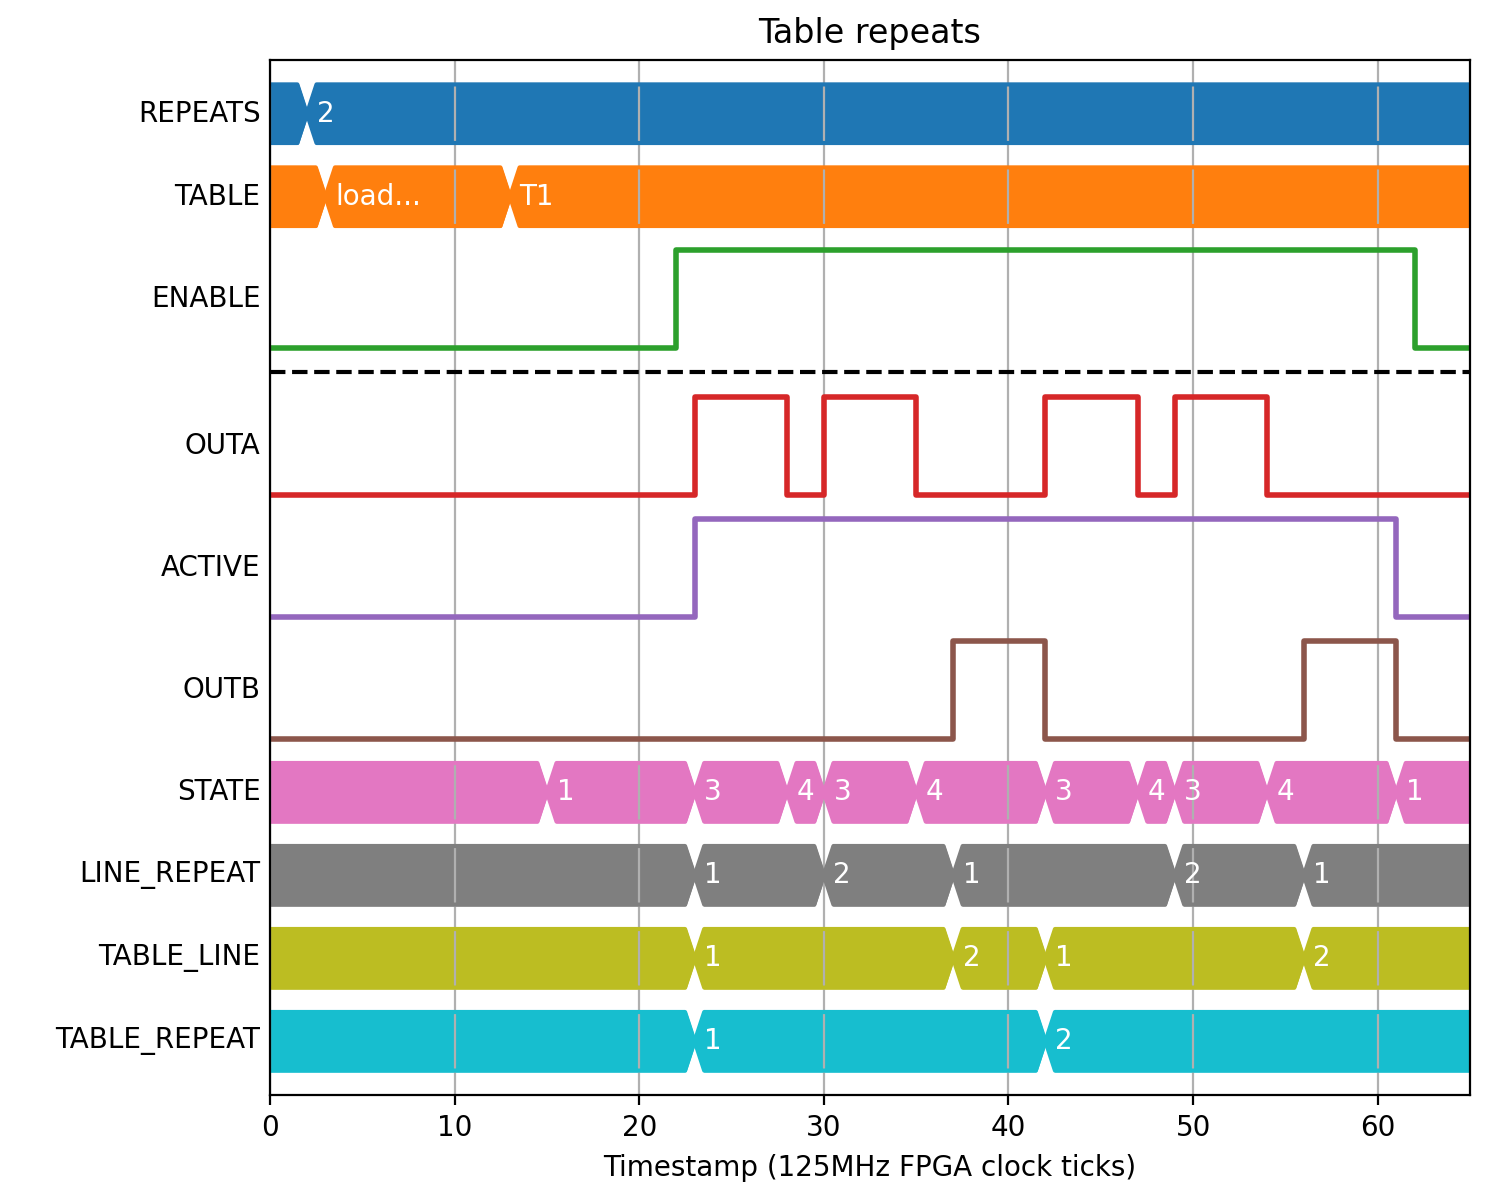 Table repeats
REPEATS 2
TABLE load... T1
ENABLE
OUTA
ACTIVE
OUTB
STATE 1 3 4 3 4 3 4 3 4 1
LINE_REPEAT 1 2 1 2 1
TABLE_LINE 1 2 1 2
TABLE_REPEAT 1 2
0 10 20 30 40 50 60
Timestamp (125MHz FPGA clock ticks)